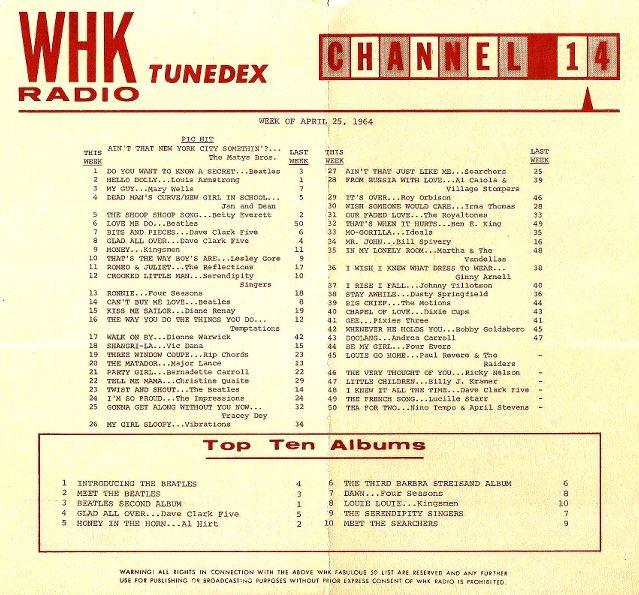 WHK
RADIO
TUNEDEX
CHANNEL 14
WEEK OF APRIL 25, 1964
PIC HIT
AIN'T THAT NEW YORK CITY SOMETHIN'?...
The Matys Bros.
THIS WEEK LAST WEEK
1 DO YOU WANT TO KNOW A SECRET...Beatles 3
2 HELLO DOLLY...Louis Armstrong 1
3 MY GUY...Mary Wells 7
4 DEAD MAN'S CURVE/NEW GIRL IN SCHOOL... 5
Jan and Dean
5 THE SHOOP SHOOP SONG...Betty Everett 2
6 LOVE ME DO...Beatles 50
7 BITS AND PIECES...Dave Clark Five 6
8 GLAD ALL OVER...Dave Clark Five 4
9 MONEY...Kingsmen 11
10 THAT'S THE WAY BOY'S ARE...Lesley Gore 9
11 ROMEO & JULIET...The Reflections 17
12 CROOKED LITTLE MAN...Serendipity 10
Singers
13 RONNIE...Four Seasons 18
14 CAN'T BUY ME LOVE...Beatles 8
15 KISS ME SAILOR...Diane Renay 19
16 THE WAY YOU DO THE THINGS YOU DO... 12
Temptations
17 WALK ON BY...Dionne Warwick 42
18 SHANGRI-LA...Vic Dana 15
19 THREE WINDOW COUPE...Rip Chords 23
20 THE MATADOR...Major Lance 13
21 PARTY GIRL...Bernadette Carroll 22
22 TELL ME MAMA...Christine Quaite 29
23 TWIST AND SHOUT...The Beatles 14
24 I'M SO PROUD...The Impressions 24
25 GONNA GET ALONG WITHOUT YOU NOW... 32
Tracey Dey
26 MY GIRL SLOOPY...Vibrations 34
THIS WEEK LAST WEEK
27 AIN'T THAT JUST LIKE ME...Searchers 25
28 FROM RUSSIA WITH LOVE...Al Caiola & 39
Village Stompers
29 IT'S OVER...Roy Orbison 46
30 WISH SOMEONE WOULD CARE...Irma Thomas 28
31 OUR FADED LOVE...The Royaltones 33
32 THAT'S WHEN IT HURTS...Ben E. King 49
33 MO-GORILLA...Ideals 35
34 MR. JOHN...Bill Spivery 16
35 IN MY LONELY ROOM...Martha & The 48
Vandellas
36 I WISH I KNEW WHAT DRESS TO WEAR... 38
Ginny Arnell
37 I RISE I FALL...Johnny Tillotson 40
38 STAY AWHILE...Dusty Springfield 36
39 BIG CHIEF...The Motions 43
40 CHAPEL OF LOVE...Dixie Cups 43
41 GEE...Pixies Three 41
42 WHENEVER HE HOLDS YOU...Bobby Goldsboro 45
43 DOOLANG...Andrea Carroll 47
44 BE MY GIRL...Four Evers -
45 LOUIE GO HOME...Paul Revere & The -
Raiders
46 THE VERY THOUGHT OF YOU...Ricky Nelson -
47 LITTLE CHILDREN...Billy J. Kramer -
48 I KNEW IT ALL THE TIME...Dave Clark Five -
49 THE FRENCH SONG...Lucille Starr -
50 TEA FOR TWO...Nino Tempo & April Stevens -
Top Ten Albums
1 INTRODUCING THE BEATLES 4
2 MEET THE BEATLES 3
3 BEATLES SECOND ALBUM 1
4 GLAD ALL OVER...Dave Clark Five 5
5 HONEY IN THE HORN...Al Hirt 2
6 THE THIRD BARBRA STREISAND ALBUM 6
7 DAWN...Four Seasons 8
8 LOUIE LOUIE...Kingsmen 10
9 THE SERENDIPITY SINGERS 7
10 MEET THE SEARCHERS 9
WARNING! ALL RIGHTS IN CONNECTION WITH THE ABOVE WHK FABULOUS 50 LIST ARE RESERVED AND ANY FURTHER
USE FOR PUBLISHING OR BROADCASTING PURPOSES WITHOUT PRIOR EXPRESS CONSENT OF WHK RADIO IS PROHIBITED.